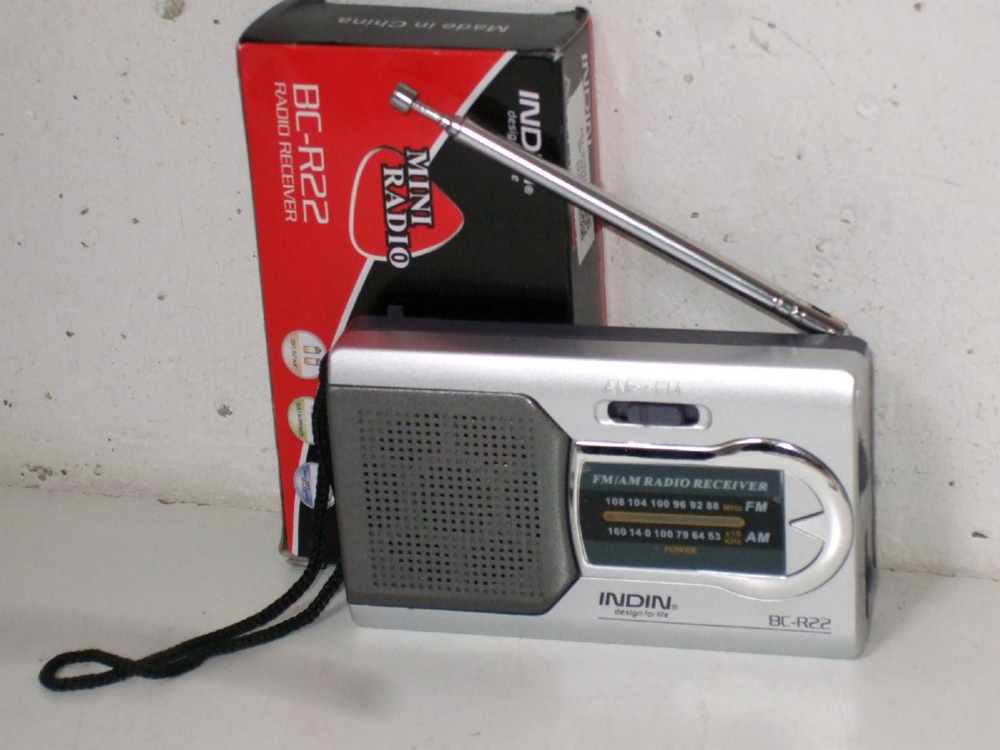 Made in China
BC-R22
RADIO RECEIVER
MINI
RADIO
INDIN®
AM FM
FM/AM RADIO RECEIVER
108 104 100 96 92 88 MHz FM
160 14 0 100 79 64 53 x10 KHz AM
POWER
INDIN®
design for life
BC-R22